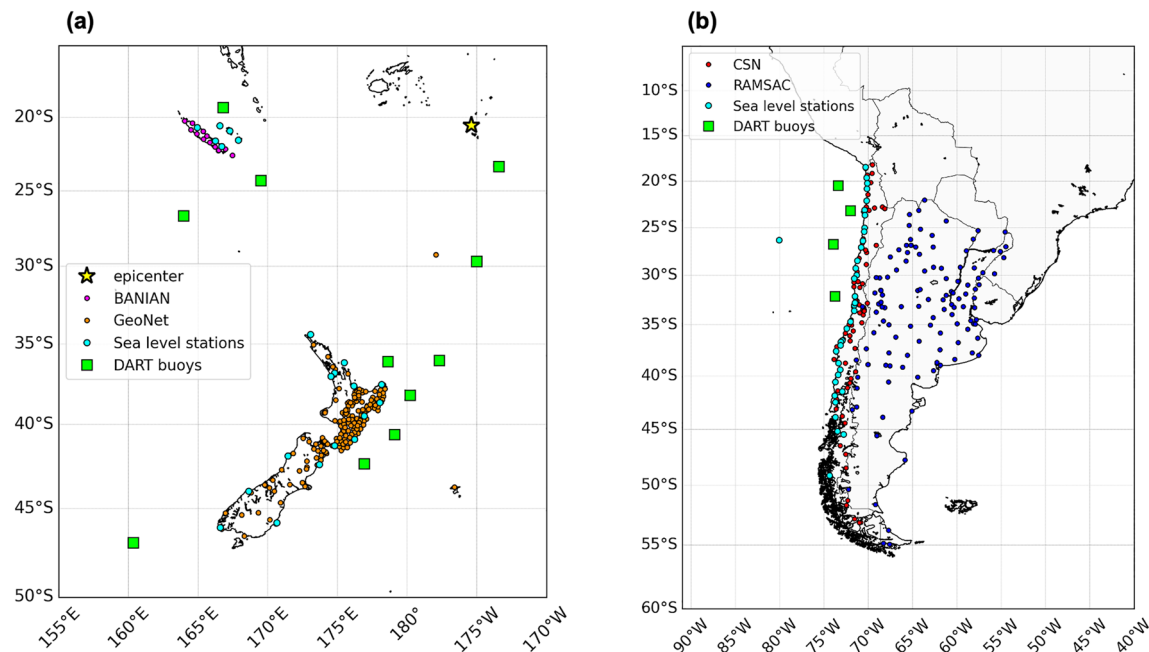 (a)
20°S
25°S
30°S
35°S
40°S
45°S
50°S
155°E
160°E
165°E
170°E
175°E
180°
175°W
170°W
epicenter
BANIAN
GeoNet
Sea level stations
DART buoys
(b)
CSN
RAMSAC
Sea level stations
DART buoys
10°S
15°S
20°S
25°S
30°S
35°S
40°S
45°S
50°S
55°S
60°S
90°W
85°W
80°W
75°W
70°W
65°W
60°W
55°W
50°W
45°W
40°W